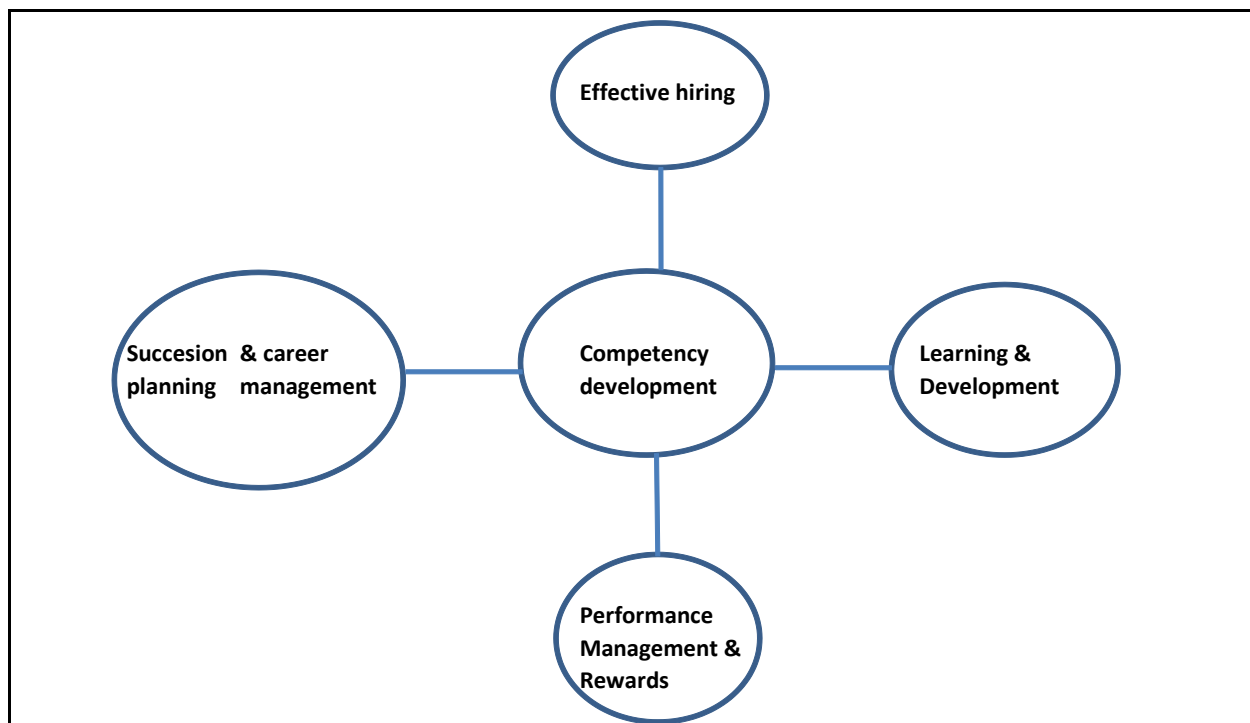 Effective hiring
Succesion & career
planning management
Competency
development
Learning &
Development
Performance
Management &
Rewards